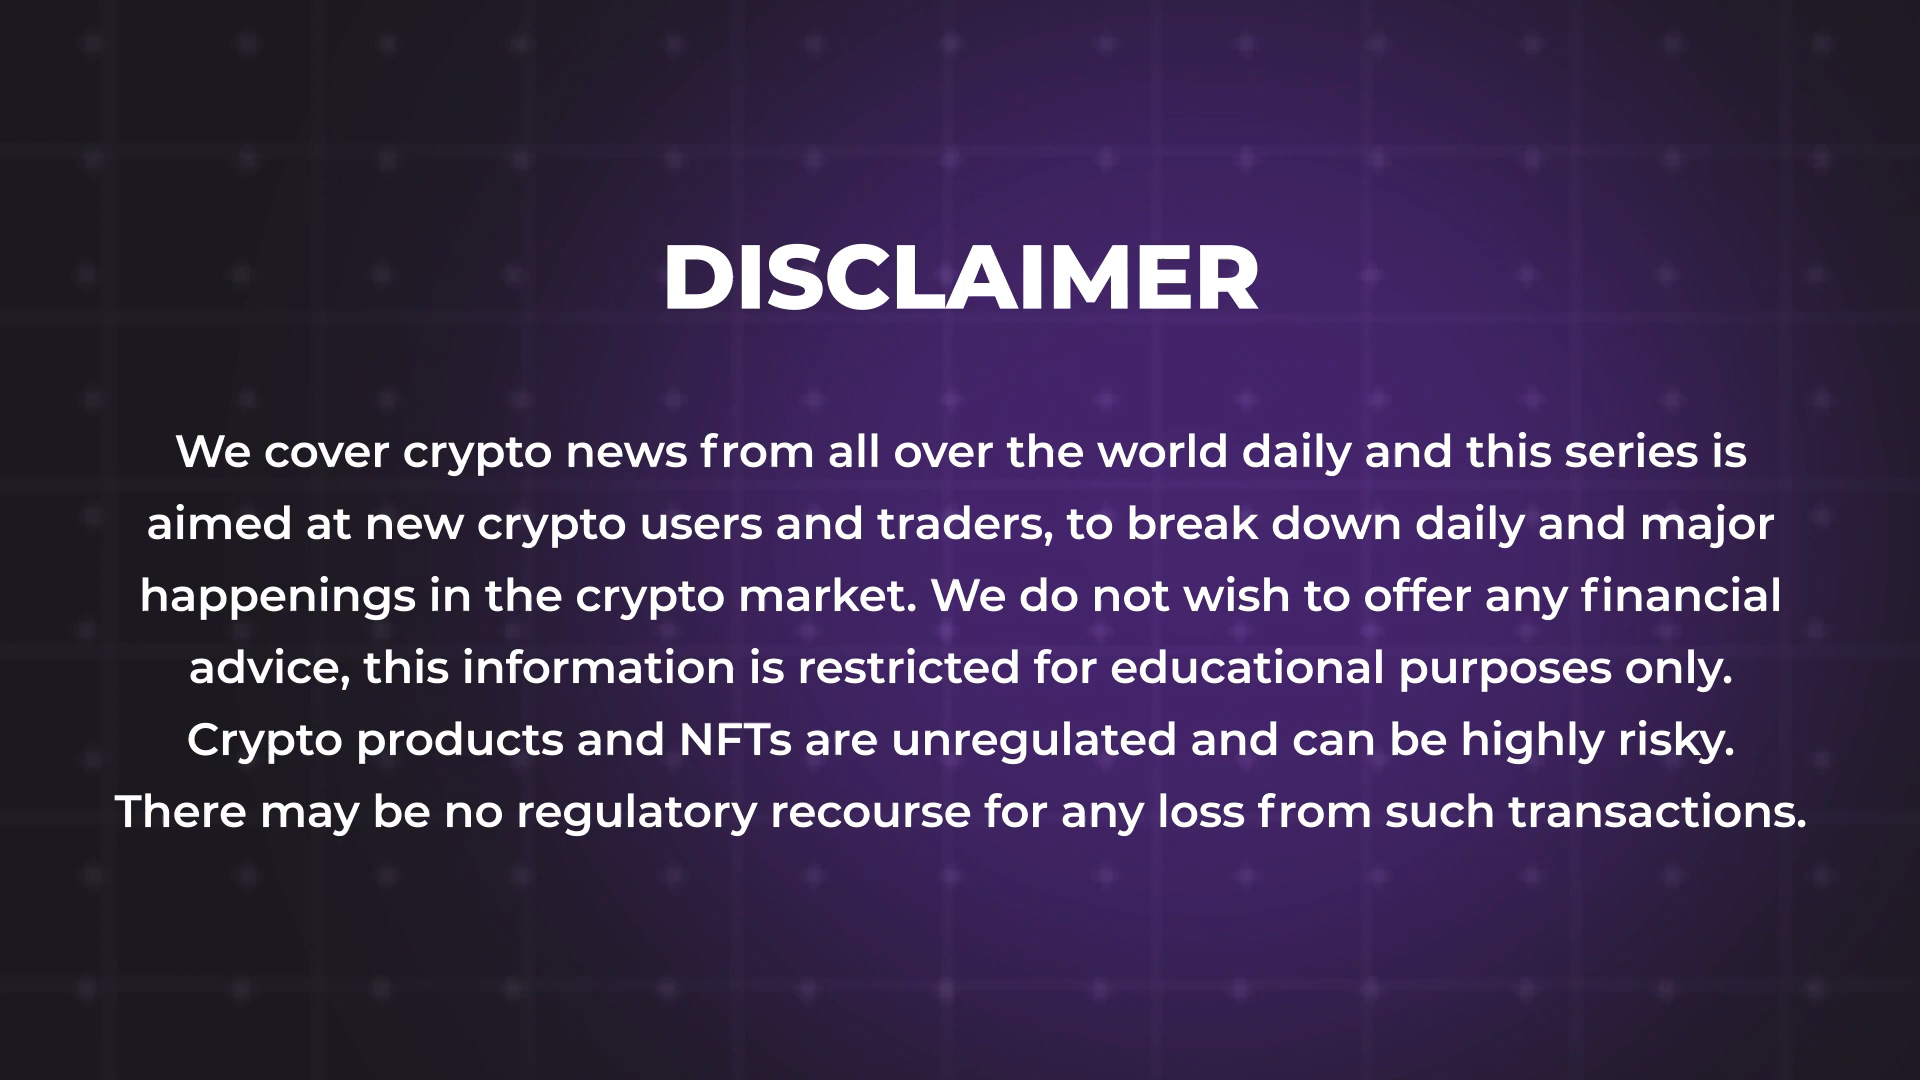 DISCLAIMER
We cover crypto news from all over the world daily and this series is
aimed at new crypto users and traders, to break down daily and major
happenings in the crypto market. We do not wish to offer any financial
advice, this information is restricted for educational purposes only.
Crypto products and NFTs are unregulated and can be highly risky.
There may be no regulatory recourse for any loss from such transactions.